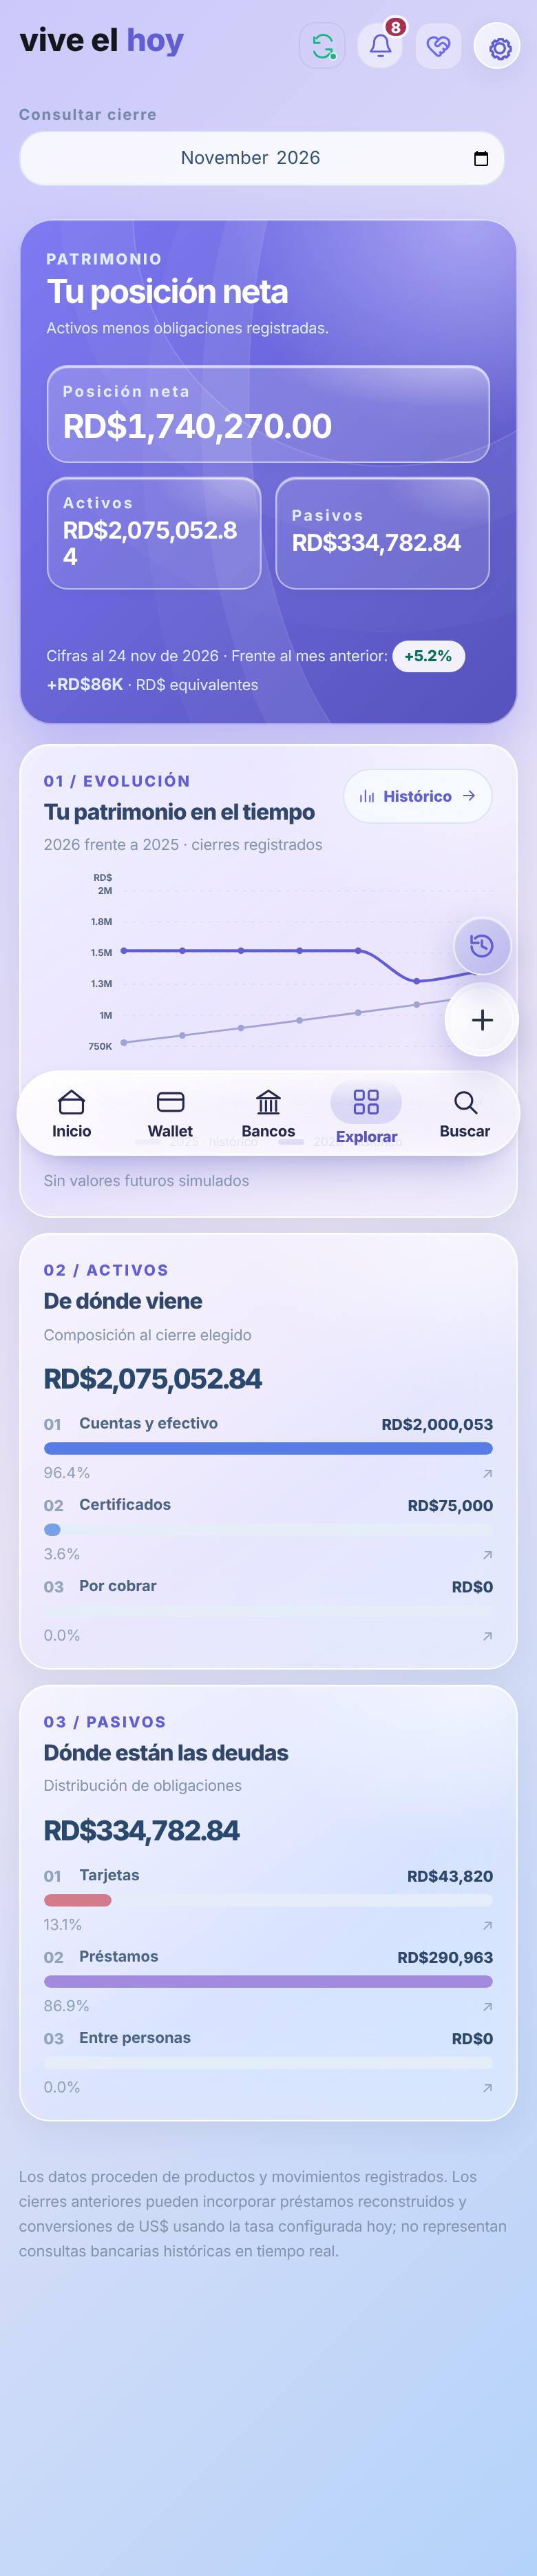 vive el hoy
8
Consultar cierre
November 2026
PATRIMONIO
Tu posición neta
Activos menos obligaciones registradas.
Posición neta
RD$1,740,270.00
Activos
RD$2,075,052.8
4
Pasivos
RD$334,782.84
Cifras al 24 nov de 2026 · Frente al mes anterior: +5.2%
+RD$86K · RD$ equivalentes
01 / EVOLUCIÓN
Histórico
Tu patrimonio en el tiempo
2026 frente a 2025 · cierres registrados
RD$
2M
1.8M
1.5M
1.3M
1M
750K
Inicio
Wallet
Bancos
Explorar
Buscar
Sin valores futuros simulados
02 / ACTIVOS
De dónde viene
Composición al cierre elegido
RD$2,075,052.84
01 Cuentas y efectivo RD$2,000,053
96.4%
02 Certificados RD$75,000
3.6%
03 Por cobrar RD$0
0.0%
03 / PASIVOS
Dónde están las deudas
Distribución de obligaciones
RD$334,782.84
01 Tarjetas RD$43,820
13.1%
02 Préstamos RD$290,963
86.9%
03 Entre personas RD$0
0.0%
Los datos proceden de productos y movimientos registrados. Los
cierres anteriores pueden incorporar préstamos reconstruidos y
conversiones de US$ usando la tasa configurada hoy; no representan
consultas bancarias históricas en tiempo real.